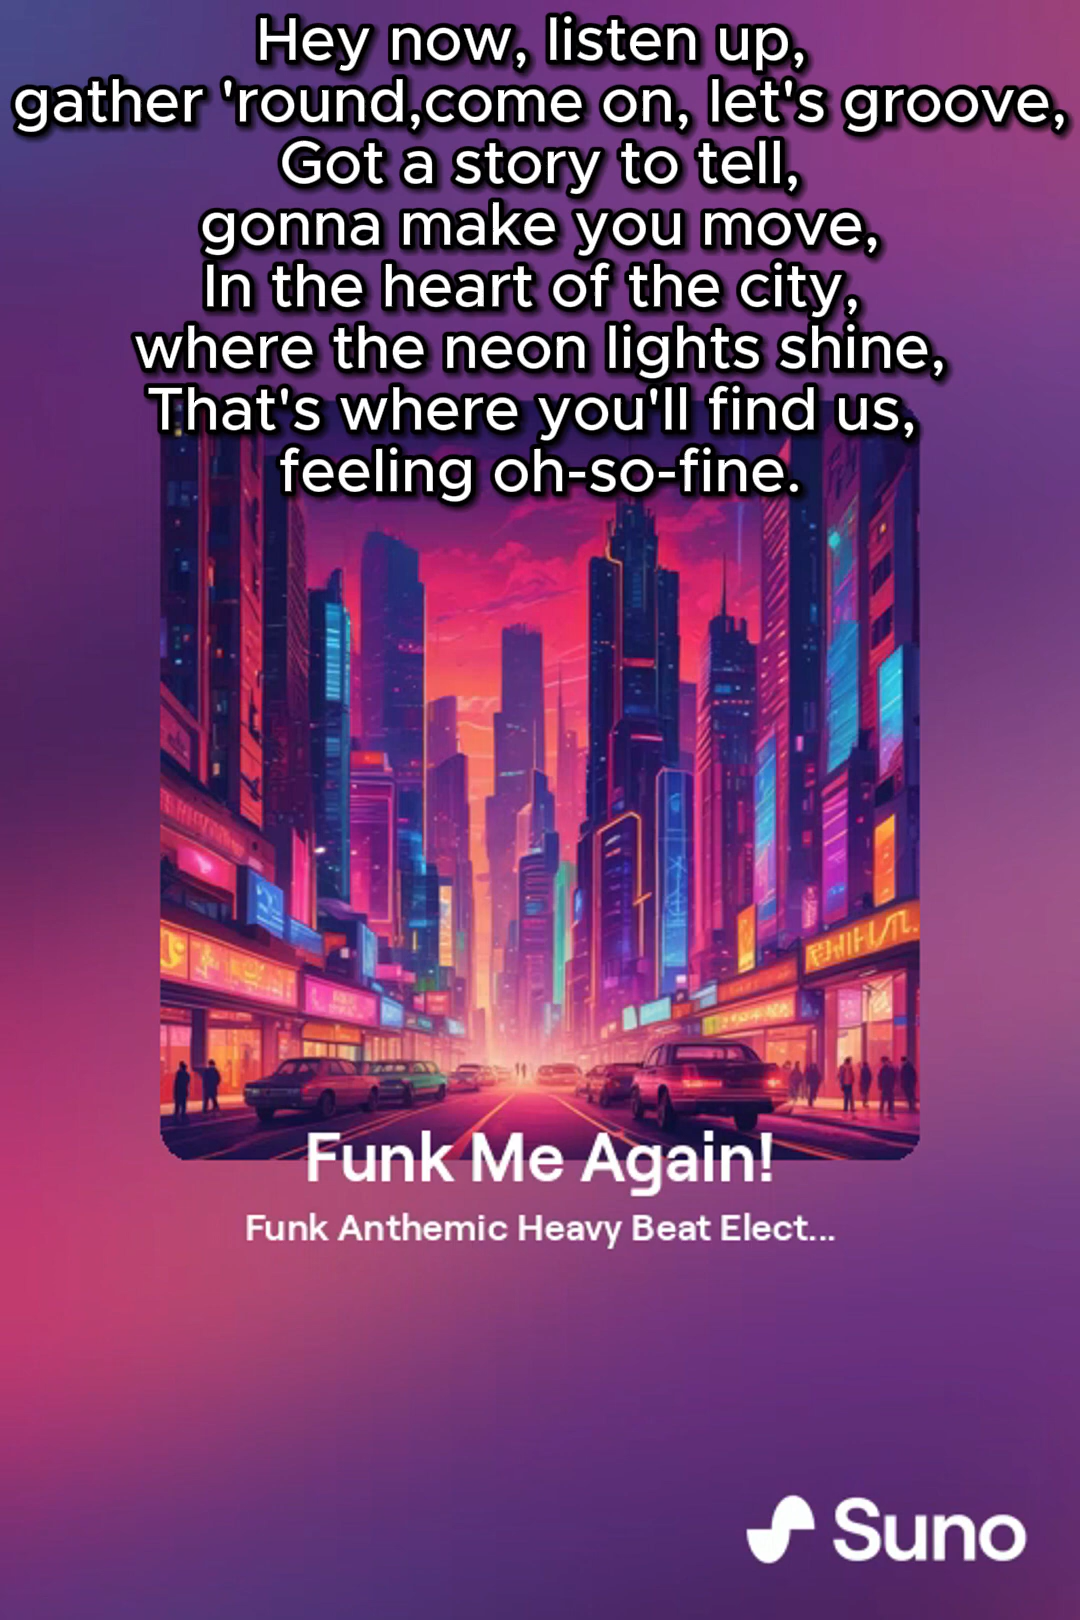 Hey now, listen up,
gather 'round,come on, let's groove,
Got a story to tell,
gonna make you move,
In the heart of the city,
where the neon lights shine,
That's where you'll find us,
feeling oh-so-fine.
Funk Me Again!
Funk Anthemic Heavy Beat Elect...
Suno